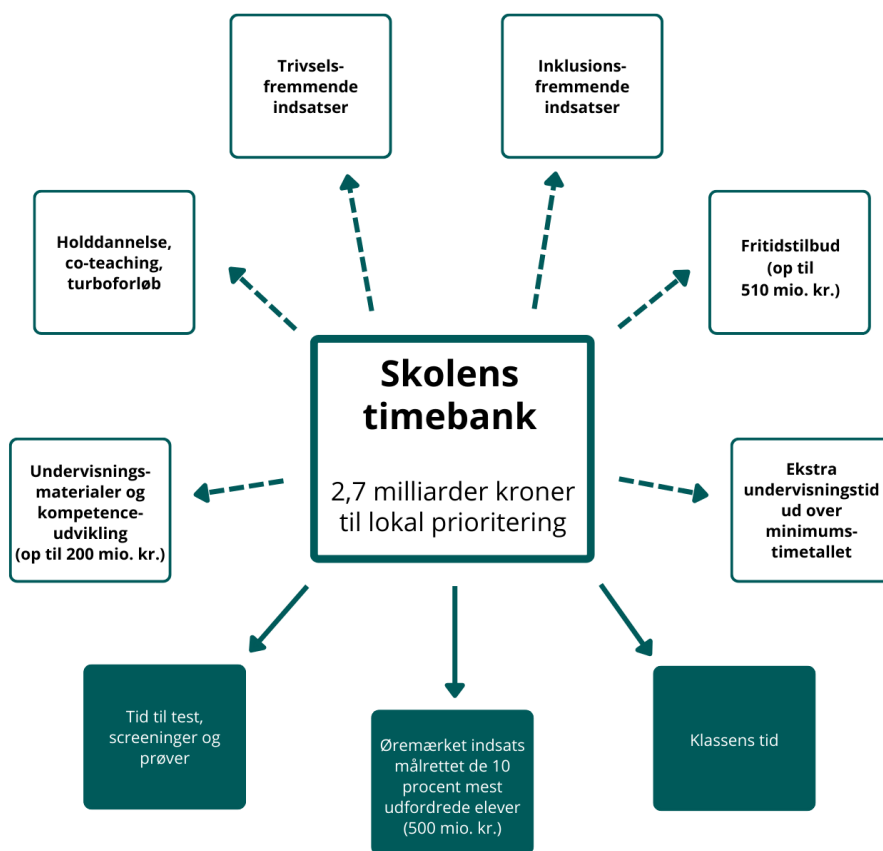 Trivsels-
fremmende
indsatser
Inklusions-
fremmende
indsatser
Holddannelse,
co-teaching,
turboforløb
Fritidstilbud
(op til
510 mio. kr.)
Skolens
timebank
2,7 milliarder kroner
til lokal prioritering
Undervisnings-
materialer og
kompetence-
udvikling
(op til 200 mio. kr.)
Ekstra
undervisningstid
ud over
minimums-
timetallet
Tid til test,
screeninger og
prøver
Øremærket indsats
målrettet de 10
procent mest
udfordrede elever
(500 mio. kr.)
Klassens tid